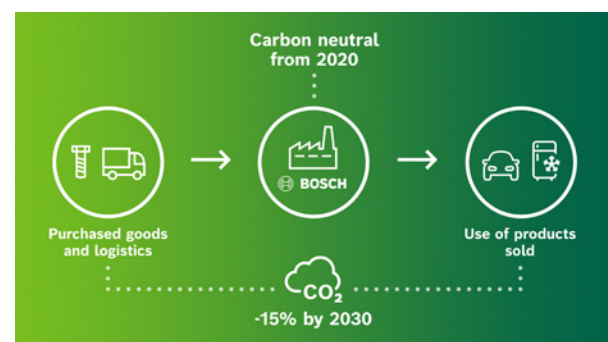 Carbon neutral
from 2020
BOSCH
Purchased goods
and logistics
Use of products
sold
CO₂
-15% by 2030